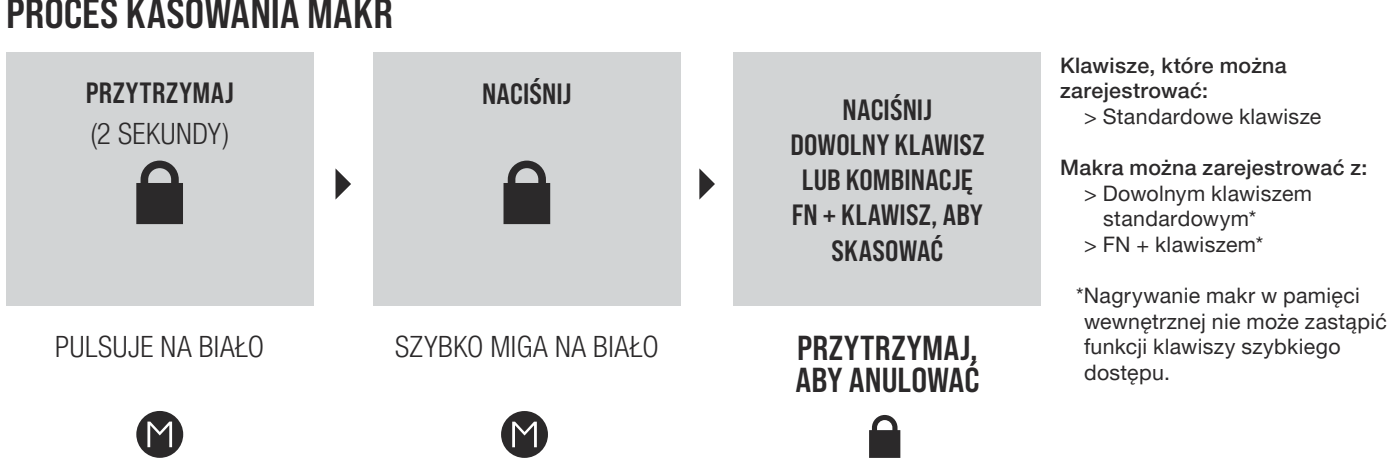 PROCES KASOWANIA MAKR
PRZYTRZYMAJ
(2 SEKUNDY)
PULSUJE NA BIAŁO
M
NACIŚNIJ
SZYBKO MIGA NA BIAŁO
M
NACIŚNIJ
DOWOLNY KLAWISZ
LUB KOMBINACJĘ
FN + KLAWISZ, ABY
SKASOWAĆ
PRZYTRZYMAJ,
ABY ANULOWAĆ
Klawisze, które można
zarejestrować:
> Standardowe klawisze
Makra można zarejestrować z:
> Dowolnym klawiszem
standardowym*
> FN + klawiszem*
*Nagrywanie makr w pamięci
wewnętrznej nie może zastąpić
funkcji klawiszy szybkiego
dostępu.